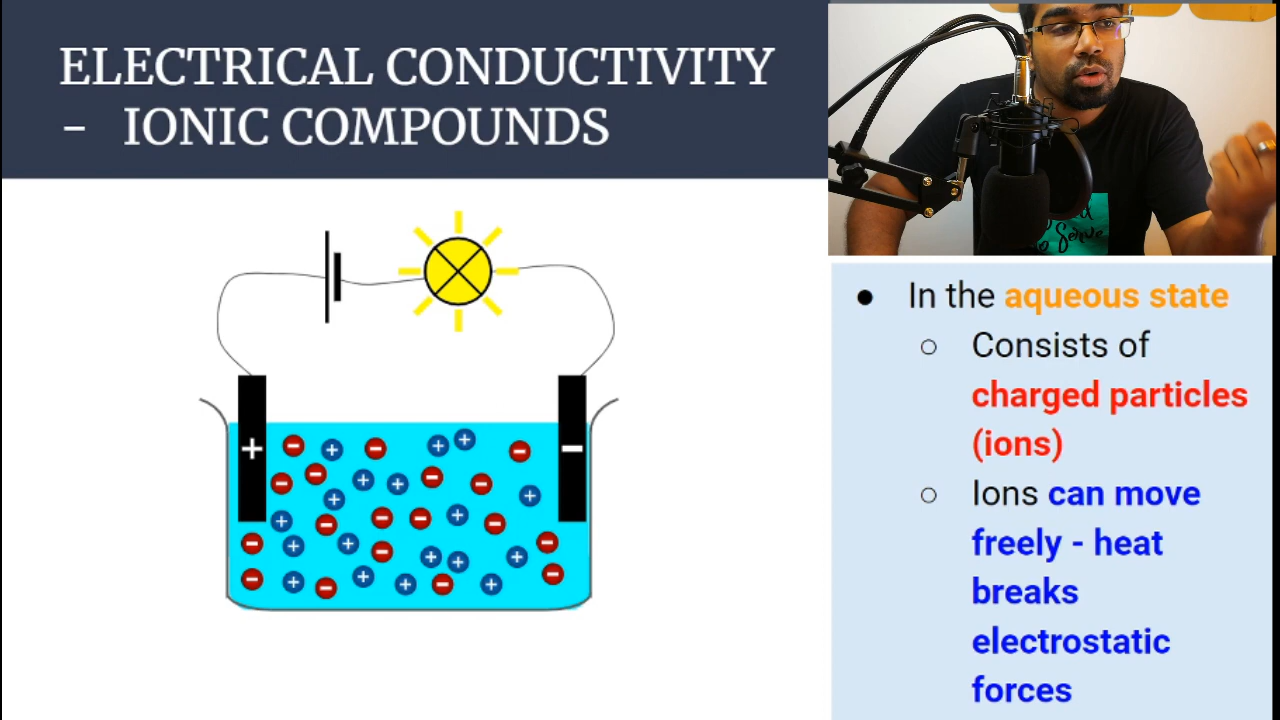 ELECTRICAL CONDUCTIVITY
- IONIC COMPOUNDS
● In the aqueous state
○ Consists of
charged particles
(ions)
○ Ions can move
freely - heat
breaks
electrostatic
forces
Serve